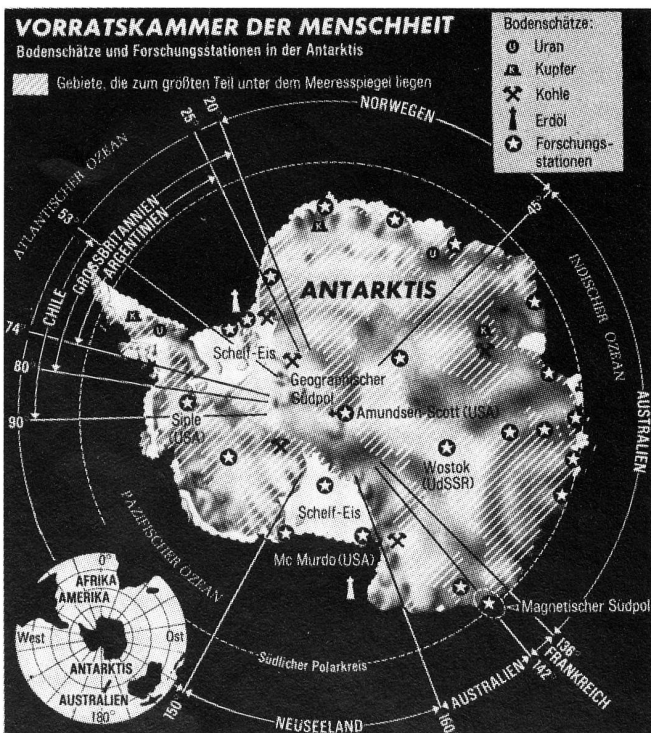 VORRATSKAMMER DER MENSCHHEIT
Bodenschätze und Forschungsstationen in der Antarktis
Gebiete, die zum größten Teil unter dem Meeresspiegel liegen
Bodenschätze:
U Uran
K Kupfer
Kohle
Erdöl
Forschungs-
stationen
20
25
NORWEGEN
ATLANTISCHER OZEAN
53°
45°
GROSSBRITANNIEN
ARGENTINIEN
CHILE
INDISCHER OZEAN
K
U
ANTARKTIS
74°
K
U
K
Schelf-Eis
80°
Geographischer
Südpol
AUSTRALIEN
90
Siple
(USA)
Amundsen-Scott (USA)
Wostok
(UdSSR)
PAZIFISCHER OZEAN
Schelf-Eis
Mc Murdo (USA)
0°
AFRIKA
AMERIKA
West
Ost
ANTARKTIS
AUSTRALIEN
180°
Magnetischer Südpol
136°
FRANKREICH
142
AUSTRALIEN
Südlicher Polarkreis
150
NEUSEELAND
160